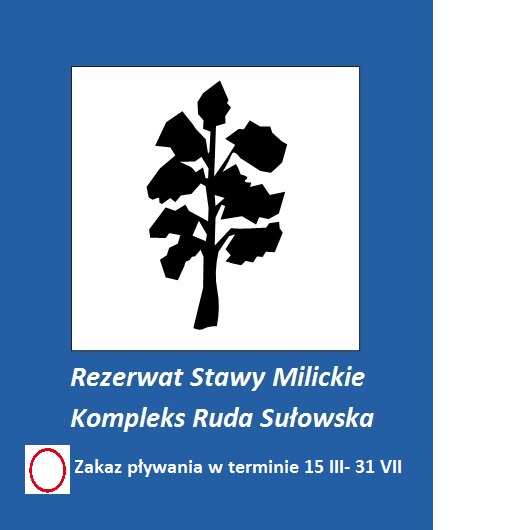 Rezerwat Stawy Milickie
Kompleks Ruda Sułowska
Zakaz pływania w terminie 15 III- 31 VII